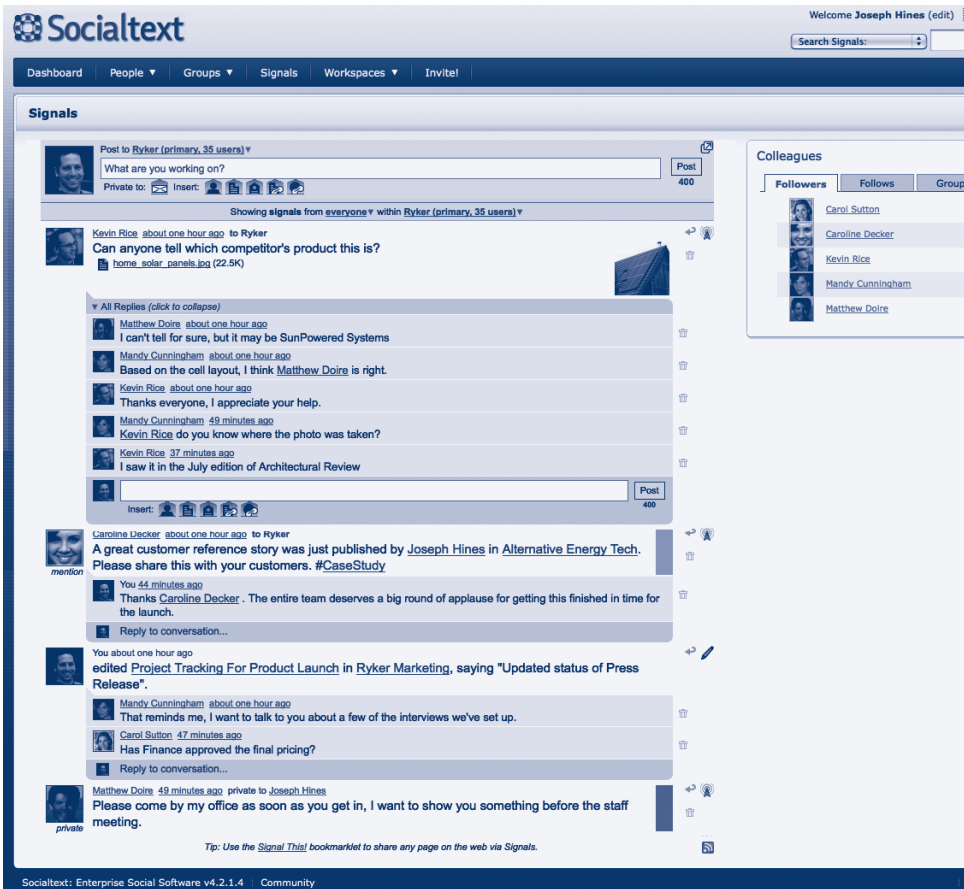 Socialtext
Welcome Joseph Hines (edit)
Search Signals:
Dashboard People ▼ Groups ▼ Signals Workspaces ▼ Invite!
Signals
Post to Ryker (primary, 35 users)▼
What are you working on?
Post
Private to: Insert:
400
Showing signals from everyone▼ within Ryker (primary, 35 users)▼
Kevin Rice about one hour ago to Ryker
Can anyone tell which competitor's product this is?
home_solar_panels.jpg (22.5K)
▼ All Replies (click to collapse)
Matthew Doire about one hour ago
I can't tell for sure, but it may be SunPowered Systems
Mandy Cunningham about one hour ago
Based on the cell layout, I think Matthew Doire is right.
Kevin Rice about one hour ago
Thanks everyone, I appreciate your help.
Mandy Cunningham 49 minutes ago
Kevin Rice do you know where the photo was taken?
Kevin Rice 37 minutes ago
I saw it in the July edition of Architectural Review
Post
Insert:
400
Caroline Decker about one hour ago to Ryker
A great customer reference story was just published by Joseph Hines in Alternative Energy Tech.
Please share this with your customers. #CaseStudy
mention
You 44 minutes ago
Thanks Caroline Decker . The entire team deserves a big round of applause for getting this finished in time for
the launch.
Reply to conversation...
You about one hour ago
edited Project Tracking For Product Launch in Ryker Marketing, saying "Updated status of Press
Release".
Mandy Cunningham about one hour ago
That reminds me, I want to talk to you about a few of the interviews we've set up.
Carol Sutton 47 minutes ago
Has Finance approved the final pricing?
Reply to conversation...
Matthew Doire 49 minutes ago private to Joseph Hines
Please come by my office as soon as you get in, I want to show you something before the staff
meeting.
private
Tip: Use the Signal This! bookmarklet to share any page on the web via Signals.
Colleagues
Followers Follows Group
Carol Sutton
Caroline Decker
Kevin Rice
Mandy Cunningham
Matthew Doire
Socialtext: Enterprise Social Software v4.2.1.4 | Community